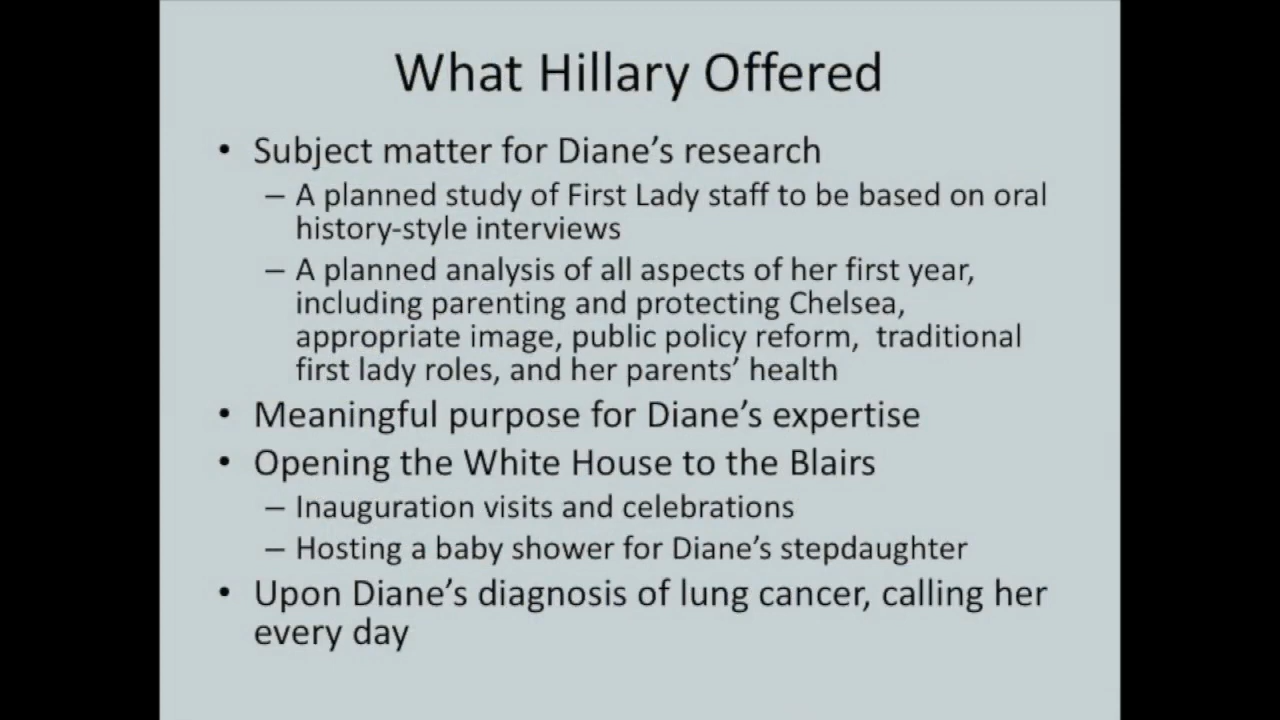 What Hillary Offered
• Subject matter for Diane's research
– A planned study of First Lady staff to be based on oral
history-style interviews
– A planned analysis of all aspects of her first year,
including parenting and protecting Chelsea,
appropriate image, public policy reform,  traditional
first lady roles, and her parents' health
• Meaningful purpose for Diane's expertise
• Opening the White House to the Blairs
– Inauguration visits and celebrations
– Hosting a baby shower for Diane's stepdaughter
• Upon Diane's diagnosis of lung cancer, calling her
every day